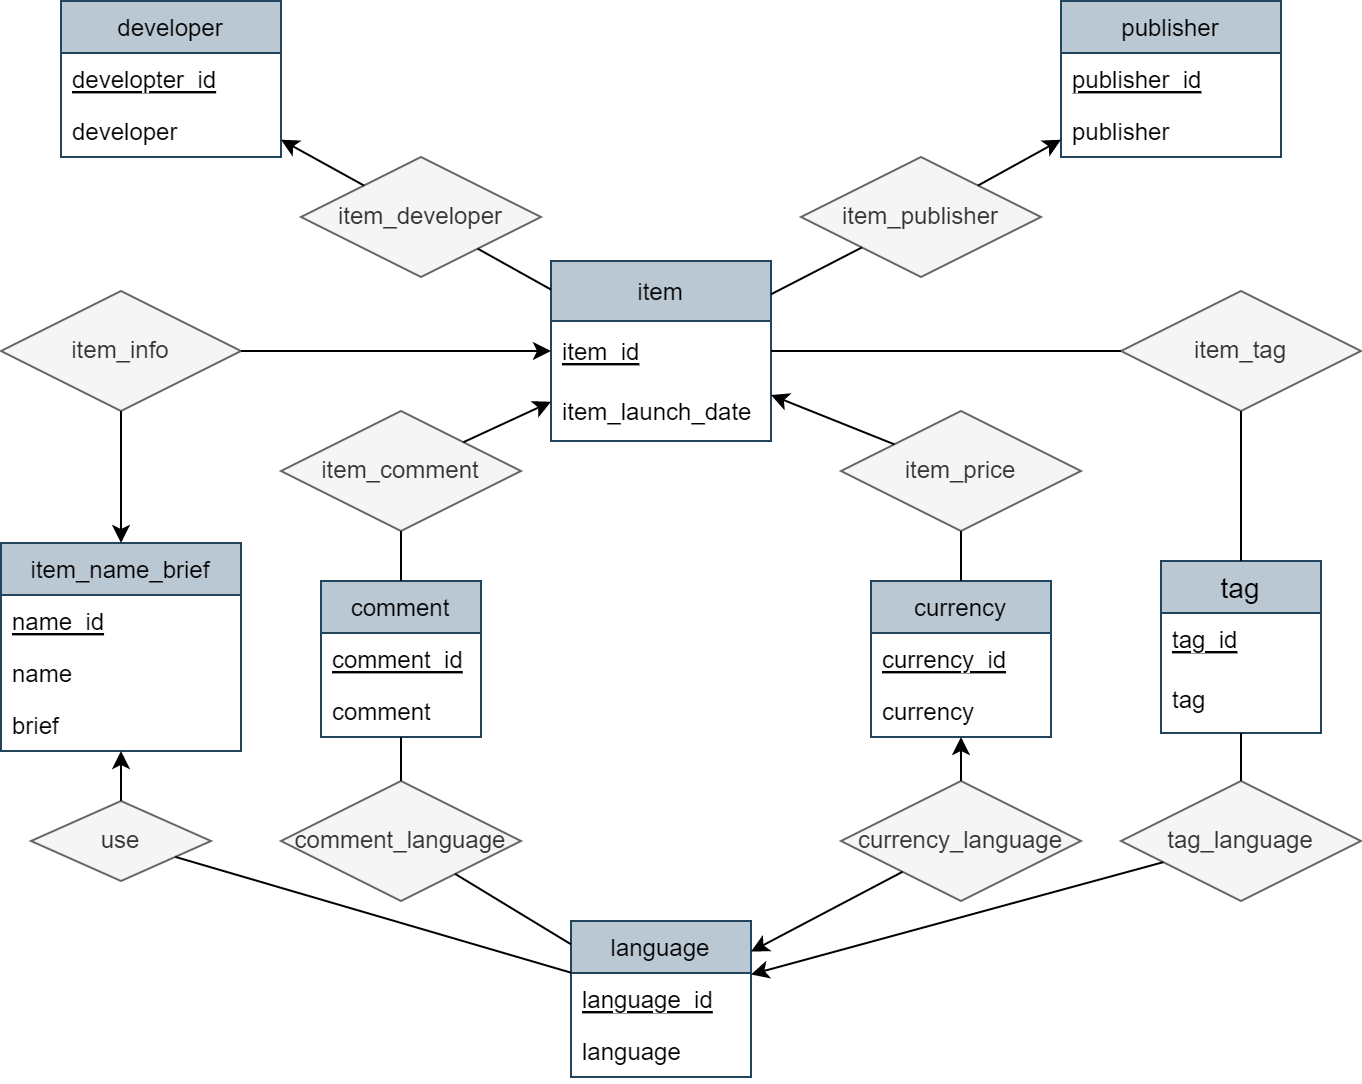 developer
developter_id
developer
publisher
publisher_id
publisher
item_developer
item_publisher
item
item_id
item_launch_date
item_info
item_tag
item_comment
item_price
item_name_brief
name_id
name
brief
comment
comment_id
comment
currency
currency_id
currency
tag
tag_id
tag
use
comment_language
currency_language
tag_language
language
language_id
language